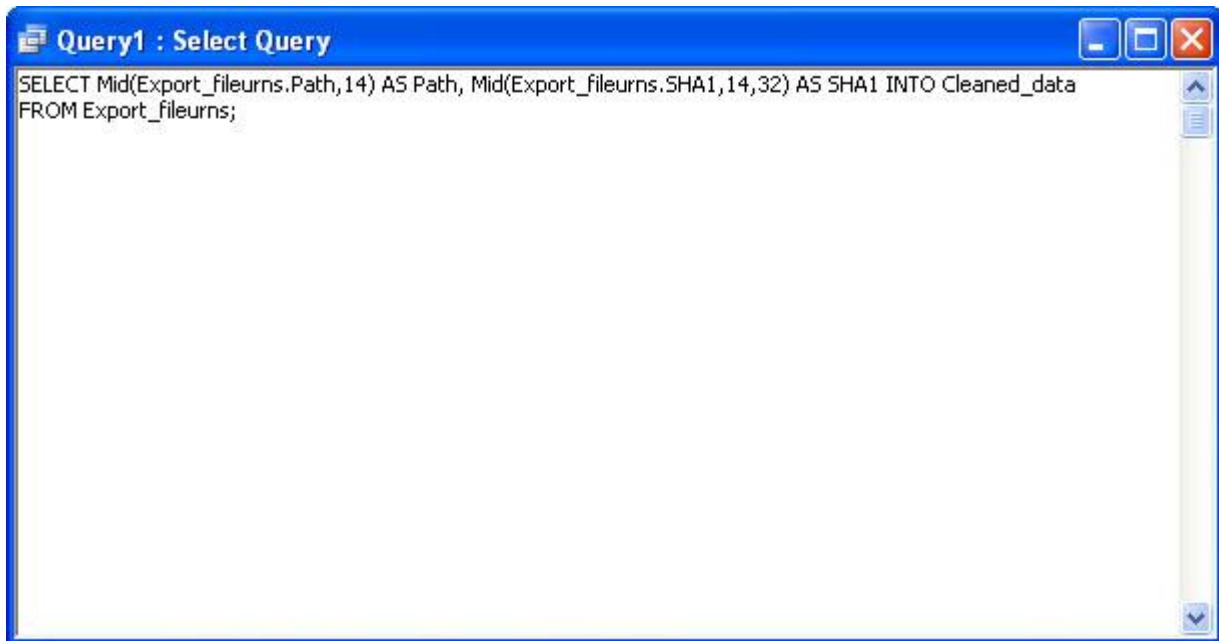 Query1 : Select Query
SELECT Mid(Export_fileurns.Path,14) AS Path, Mid(Export_fileurns.SHA1,14,32) AS SHA1 INTO Cleaned_data
FROM Export_fileurns;